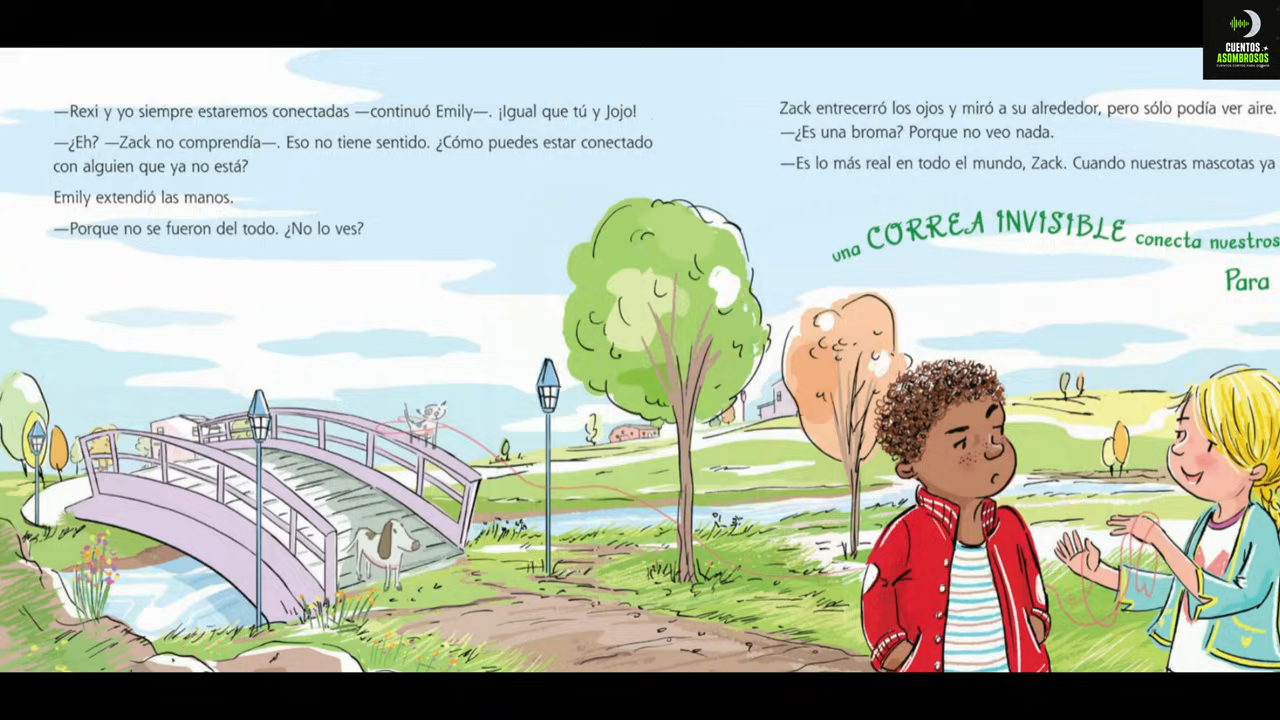 —Rexi y yo siempre estaremos conectadas —continuó Emily—. ¡Igual que tú y Jojo!
—¿Eh? —Zack no comprendía—. Eso no tiene sentido. ¿Cómo puedes estar conectado
con alguien que ya no está?
Emily extendió las manos.
—Porque no se fueron del todo. ¿No lo ves?
Zack entrecerró los ojos y miró a su alrededor, pero sólo podía ver aire.
—¿Es una broma? Porque no veo nada.
—Es lo más real en todo el mundo, Zack. Cuando nuestras mascotas ya
una CORREA INVISIBLE conecta nuestros
Para
CUENTOS
ASOMBROSOS